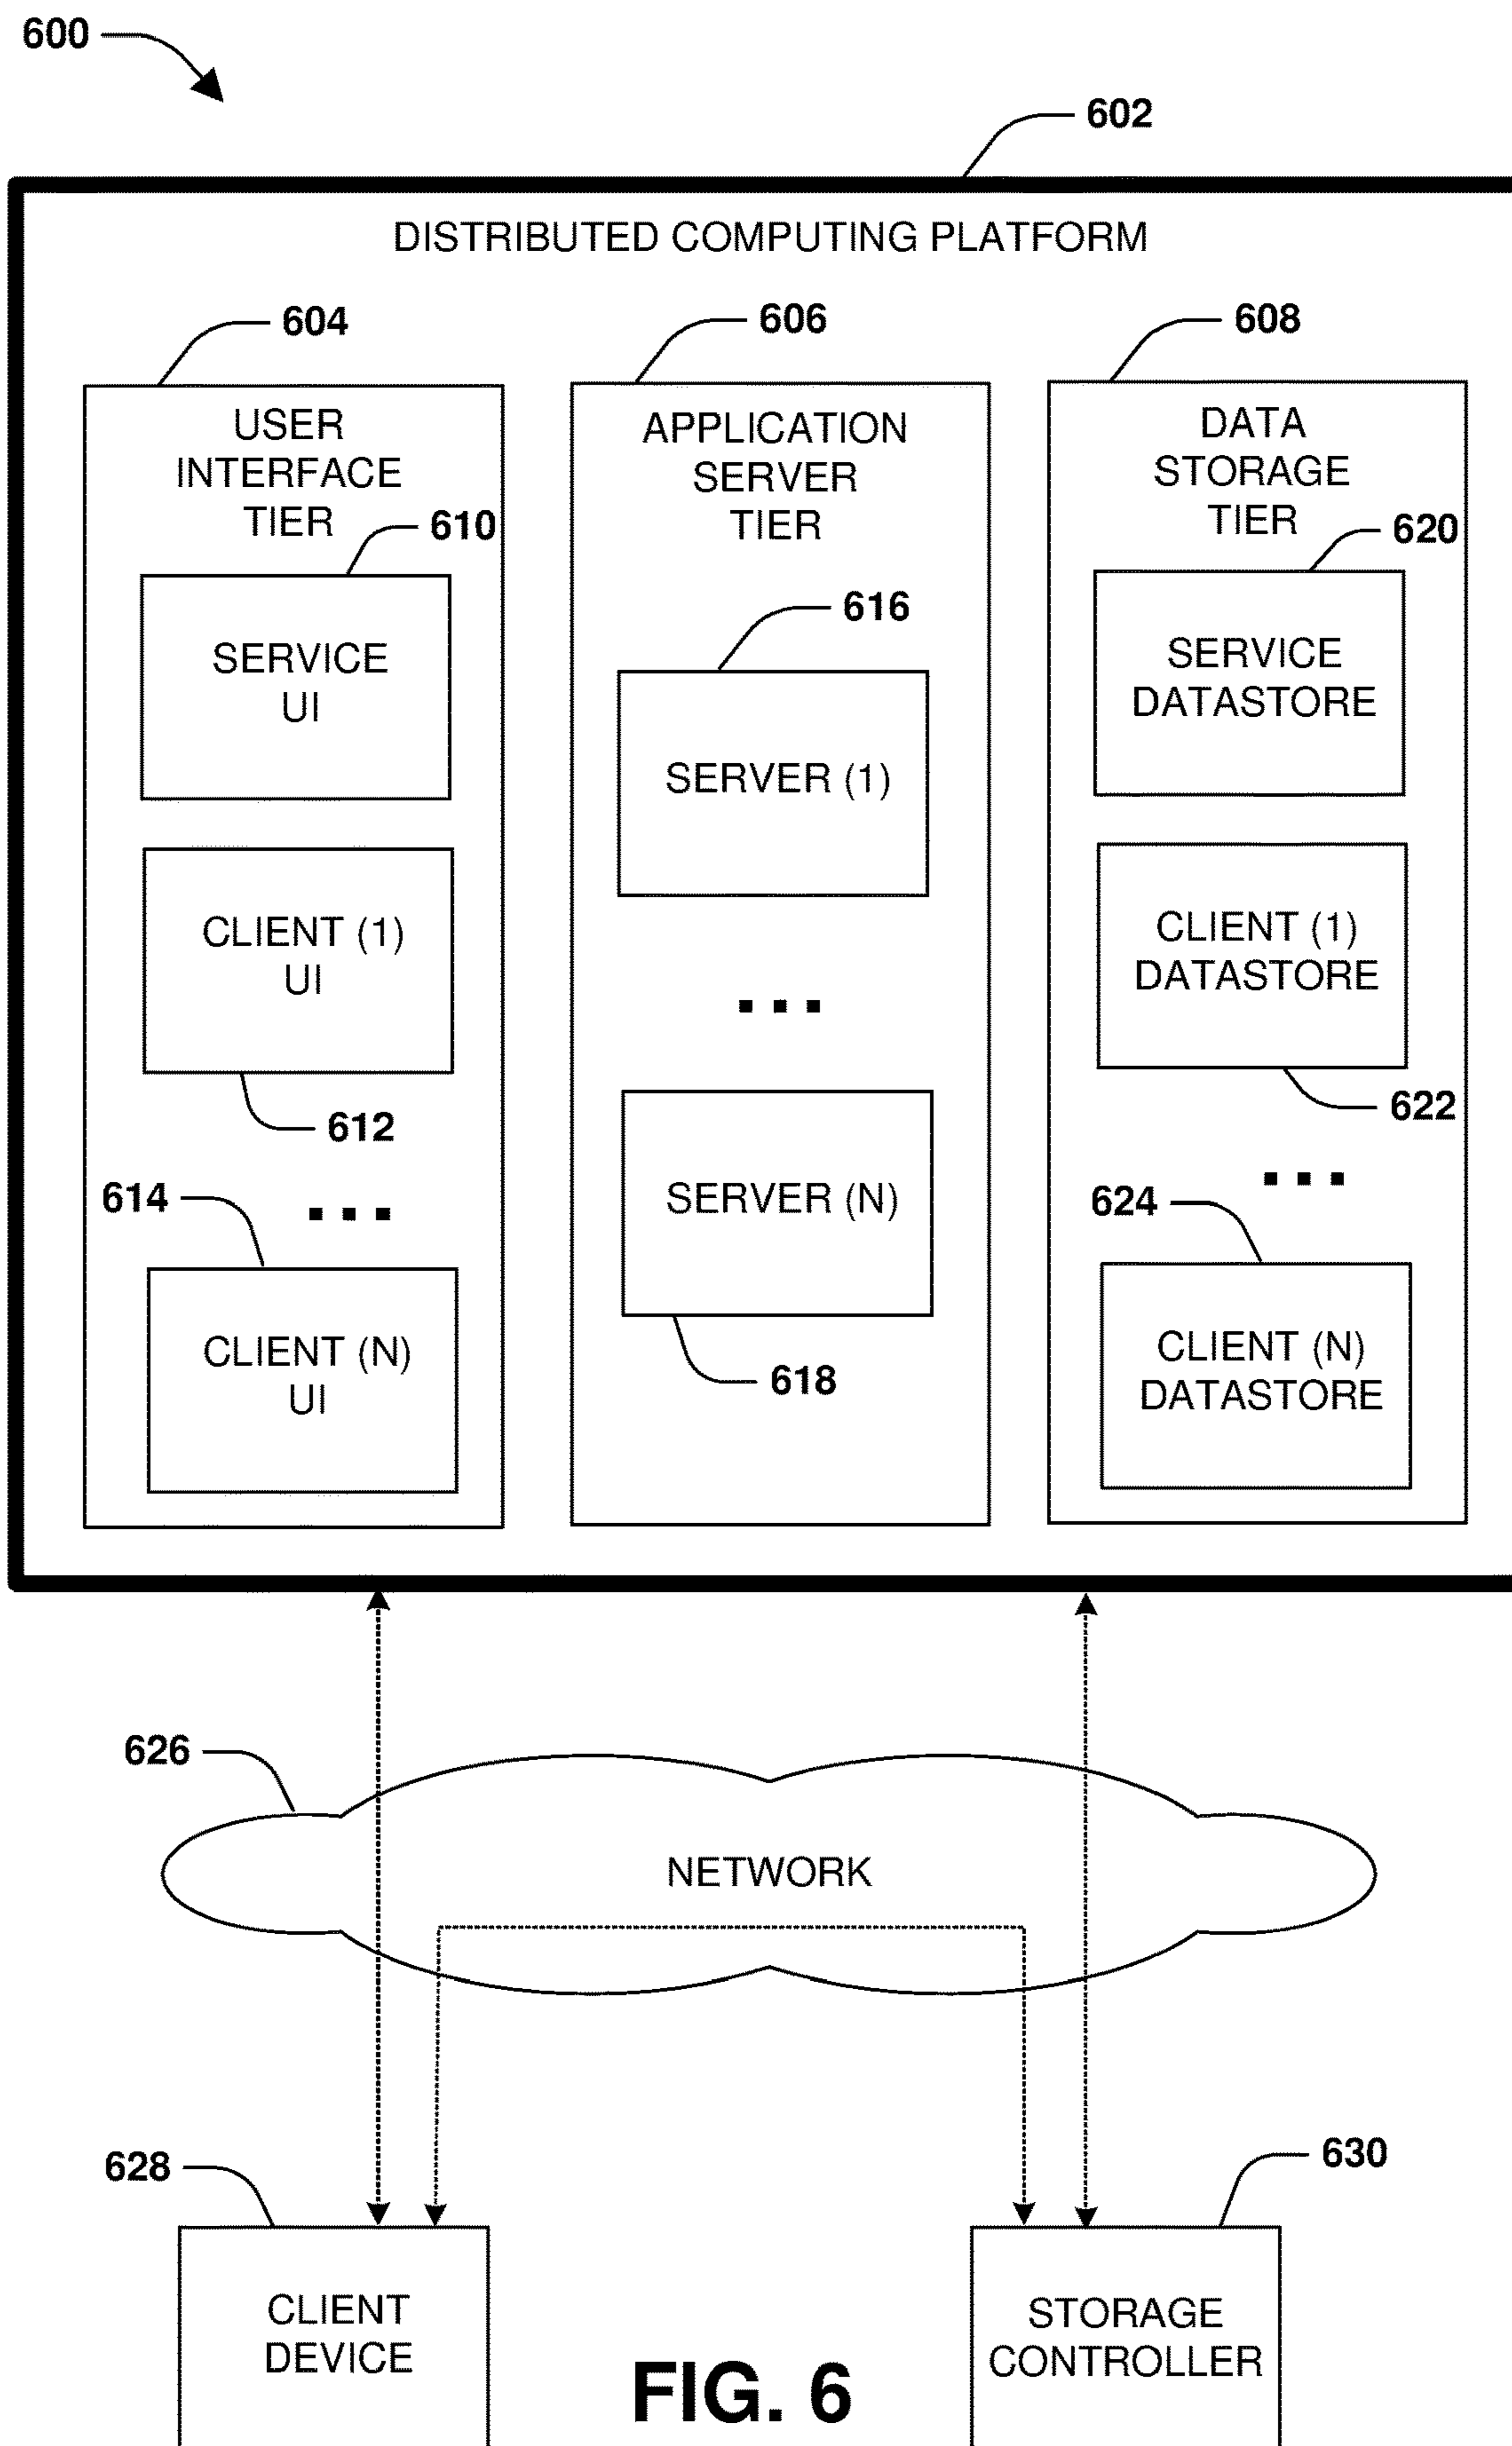 600
602
DISTRIBUTED COMPUTING PLATFORM
604
606
608
USER
INTERFACE
TIER
610
SERVICE
UI
CLIENT (1)
UI
612
614
CLIENT (N)
UI
APPLICATION
SERVER
TIER
616
SERVER (1)
SERVER (N)
618
DATA
STORAGE
TIER
620
SERVICE
DATASTORE
CLIENT (1)
DATASTORE
622
624
CLIENT (N)
DATASTORE
626
NETWORK
628
630
CLIENT
DEVICE
STORAGE
CONTROLLER
FIG. 6